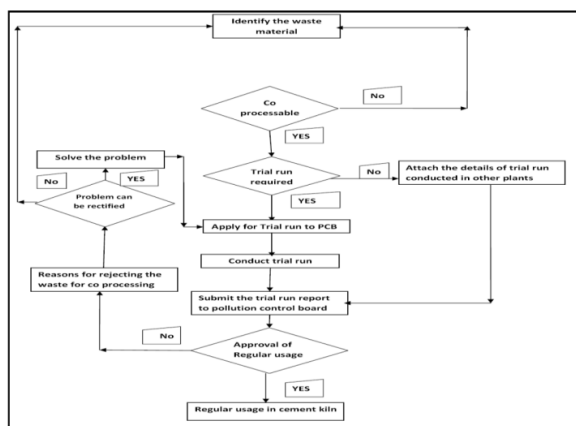 Identify the waste
material
No
Co
processable
YES
Solve the problem
Trial run
required
No
Attach the details of trial run
conducted in other plants
No
YES
Problem can
be rectified
YES
Apply for Trial run to PCB
Conduct trial run
Reasons for rejecting the
waste for co processing
Submit the trial run report
to pollution control board
No
Approval of
Regular usage
YES
Regular usage in cement kiln